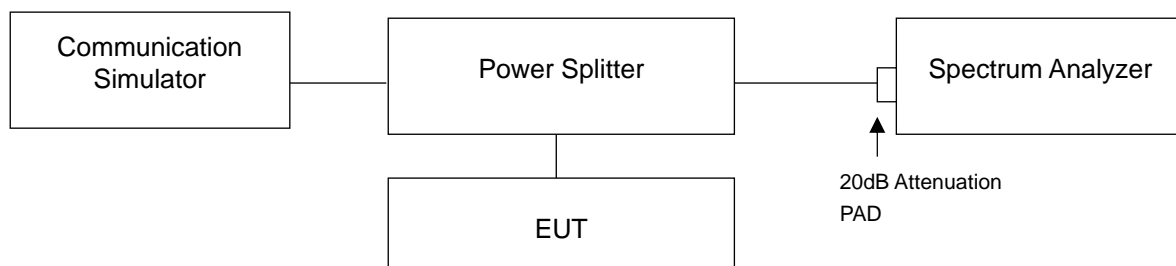 Communication
Simulator
Power Splitter
Spectrum Analyzer
20dB Attenuation
PAD
EUT